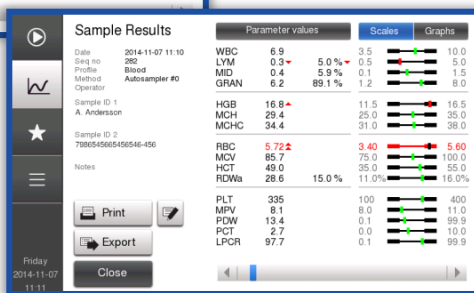 Sample Results
Date 2014-11-07 11:10
Seq no 282
Profile Blood
Method Autosampler #0
Operator
Sample ID 1
A. Andersson
Sample ID 2
7986545665456546-456
Notes
Print
Export
Close
Friday
2014-11-07
11:11
Parameter values Scales Graphs
WBC 6.9 3.5 10.0
LYM 0.3 5.0 % 0.5 5.0
MID 0.4 5.9 % 0.1 1.5
GRAN 6.2 89.1 % 1.2 8.0
HGB 16.8 11.5 16.5
MCH 29.4 25.0 35.0
MCHC 34.4 31.0 38.0
RBC 5.72 3.40 5.60
MCV 85.7 75.0 100.0
HCT 49.0 35.0 55.0
RDWa 28.6 15.0 % 11.0% 16.0%
PLT 335 100 400
MPV 8.1 8.0 11.0
PDW 13.4 0.1 99.9
PCT 2.7 0.0 10.0
LPCR 97.7 0.1 99.9